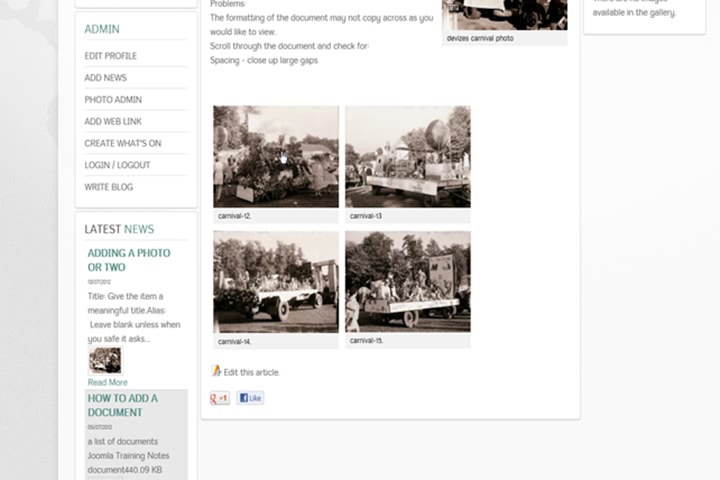 ADMIN
EDIT PROFILE
ADD NEWS
PHOTO ADMIN
ADD WEB LINK
CREATE WHAT'S ON
LOGIN / LOGOUT
WRITE BLOG
LATEST NEWS
ADDING A PHOTO
OR TWO
19/07/2012
Title: Give the item a
meaningful title.Alias:
Leave blank unless when
you safe it asks...
Read More
HOW TO ADD A
DOCUMENT
a list of documents
Joomla Training Notes
document440.09 KB
Problems:
The formatting of the document may not copy across as you
would like to view.
Scroll through the document and check for:
Spacing - close up large gaps
devizes carnival photo
carnival-12.
carnival-13
carnival-14.
carnival-15.
Edit this article.
+1
Like
available in the gallery.